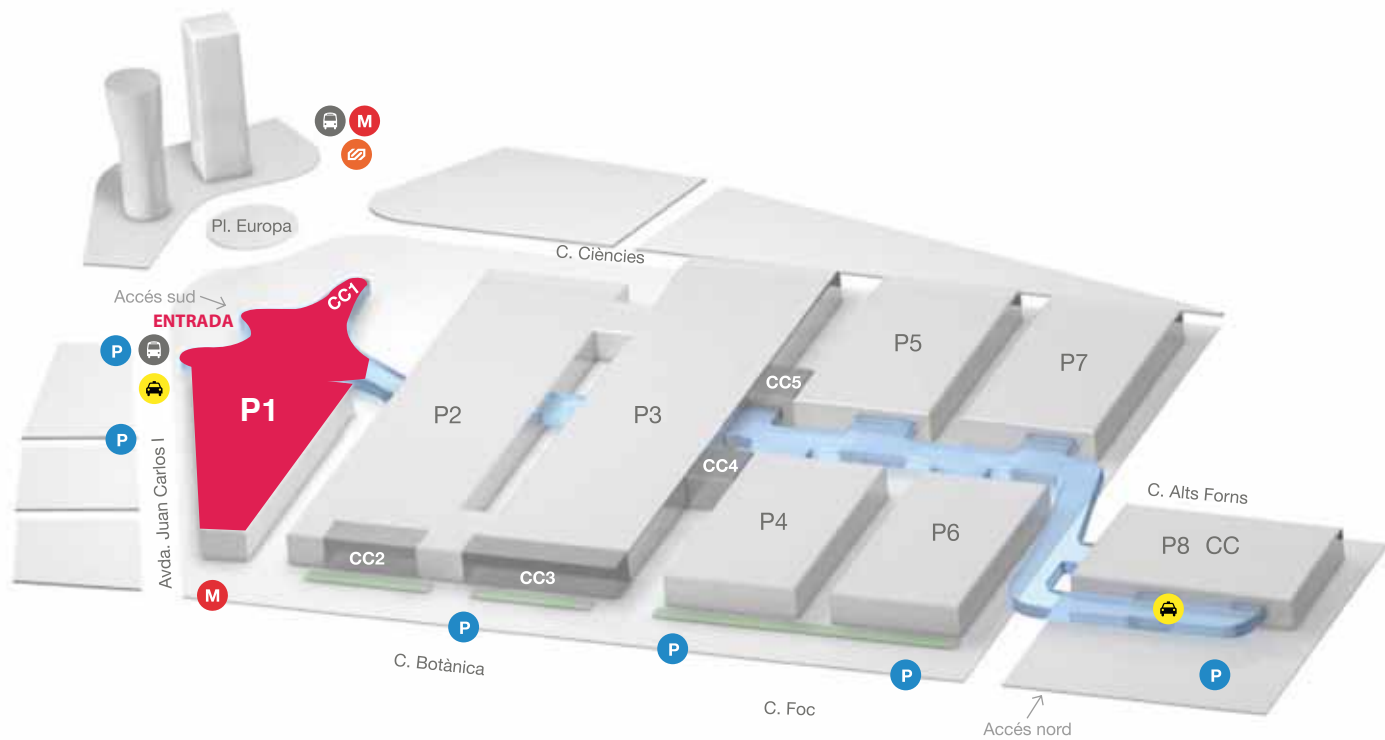 M
Pl. Europa
C. Ciències
Accés sud
ENTRADA
CC1
P
P
P1
P2
P3
CC5
P5
P7
CC4
P4
P6
C. Alts Forns
P8 CC
Avda. Juan Carlos I
CC2
CC3
M
P
P
P
P
C. Botànica
C. Foc
Accés nord